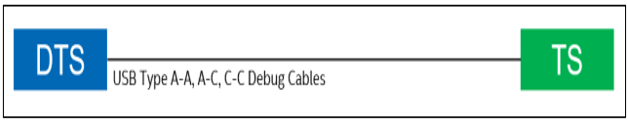 DTS
USB Type A-A, A-C, C-C Debug Cables
TS